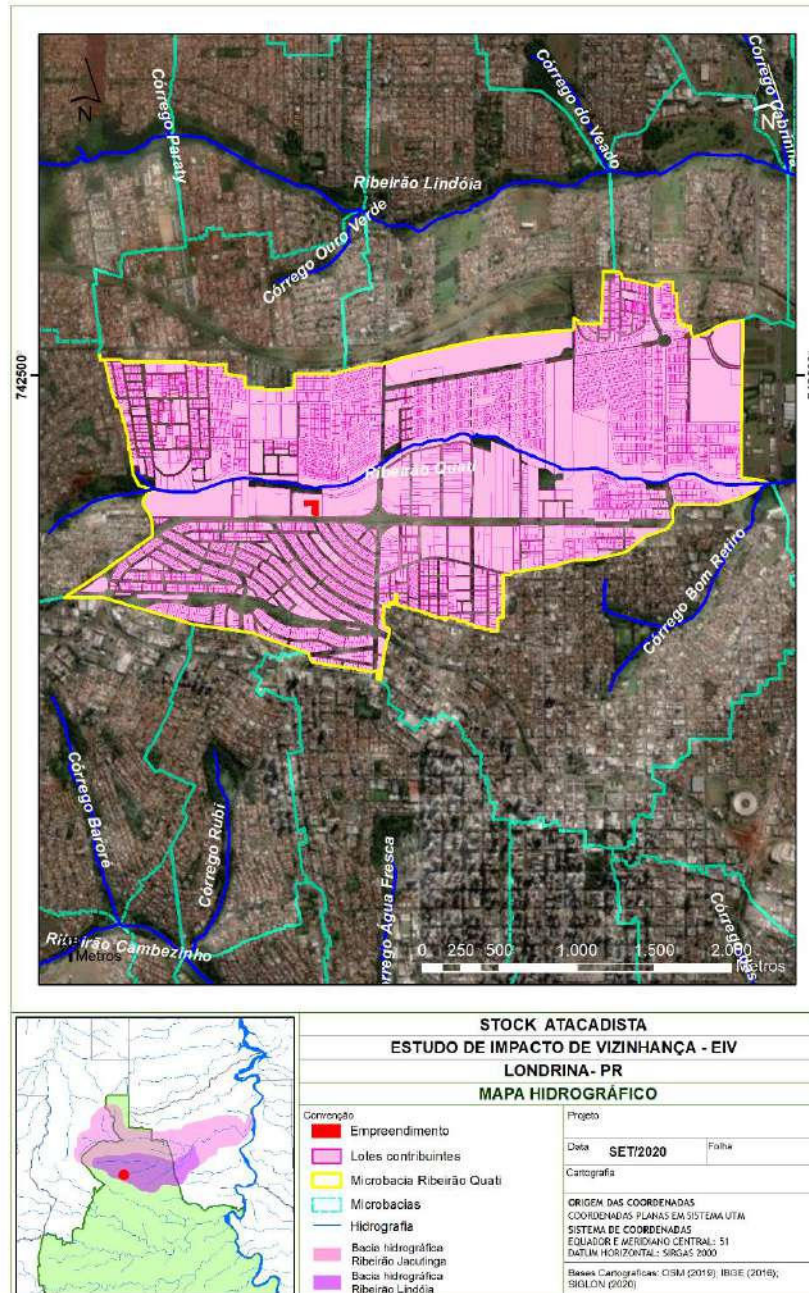 Córrego Paraty
Córrego do Veado
Córrego Cabrinha
N
N
Ribeirão Lindóia
Córrego Ouro Verde
742500
Ribeirão Quati
Córrego Bom Retiro
Córrego Barore
Córrego Rubi
Córrego Água Fresca
Córrego das
Ribeirão Cambezinho
Metros
0 250 500 1.000 1.500 2.000
Metros
STOCK ATACADISTA
ESTUDO DE IMPACTO DE VIZINHANÇA - EIV
LONDRINA- PR
MAPA HIDROGRÁFICO
Convenção
Empreendimento
Lotes contribuintes
Microbacia Ribeirão Quati
Microbacias
Hidrografia
Bacia hidrográfica
Ribeirão Jacutinga
Bacia hidrográfica
Ribeirão Lindóia
Projeto
Data SET/2020 Folha
Cartografia
ORIGEM DAS COORDENADAS
COORDENADAS PLANAS EM SISTEMA UTM
SISTEMA DE COORDENADAS
EQUADOR E MERIDIANO CENTRAL: 51
DATUM HORIZONTAL: SIRGAS 2000
Bases Cartograficas: OSM (2019); IBGE (2016);
SIGLON (2020)